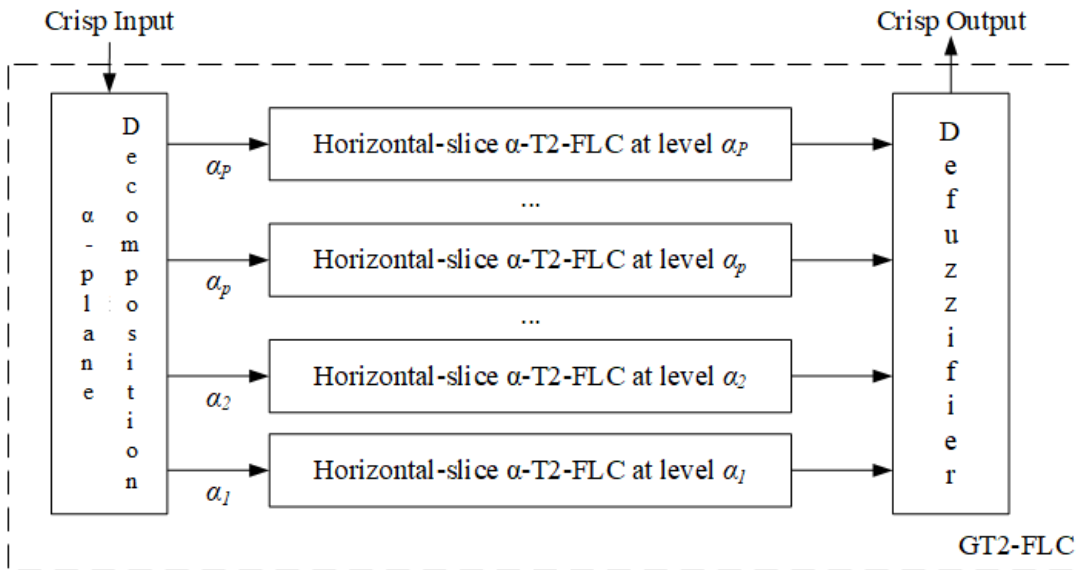 Crisp Input
Crisp Output
α-plane
Decomposition
αP
Horizontal-slice α-T2-FLC at level αP
...
αp
Horizontal-slice α-T2-FLC at level αp
...
α2
Horizontal-slice α-T2-FLC at level α2
α1
Horizontal-slice α-T2-FLC at level α1
Defuzzifier
GT2-FLC